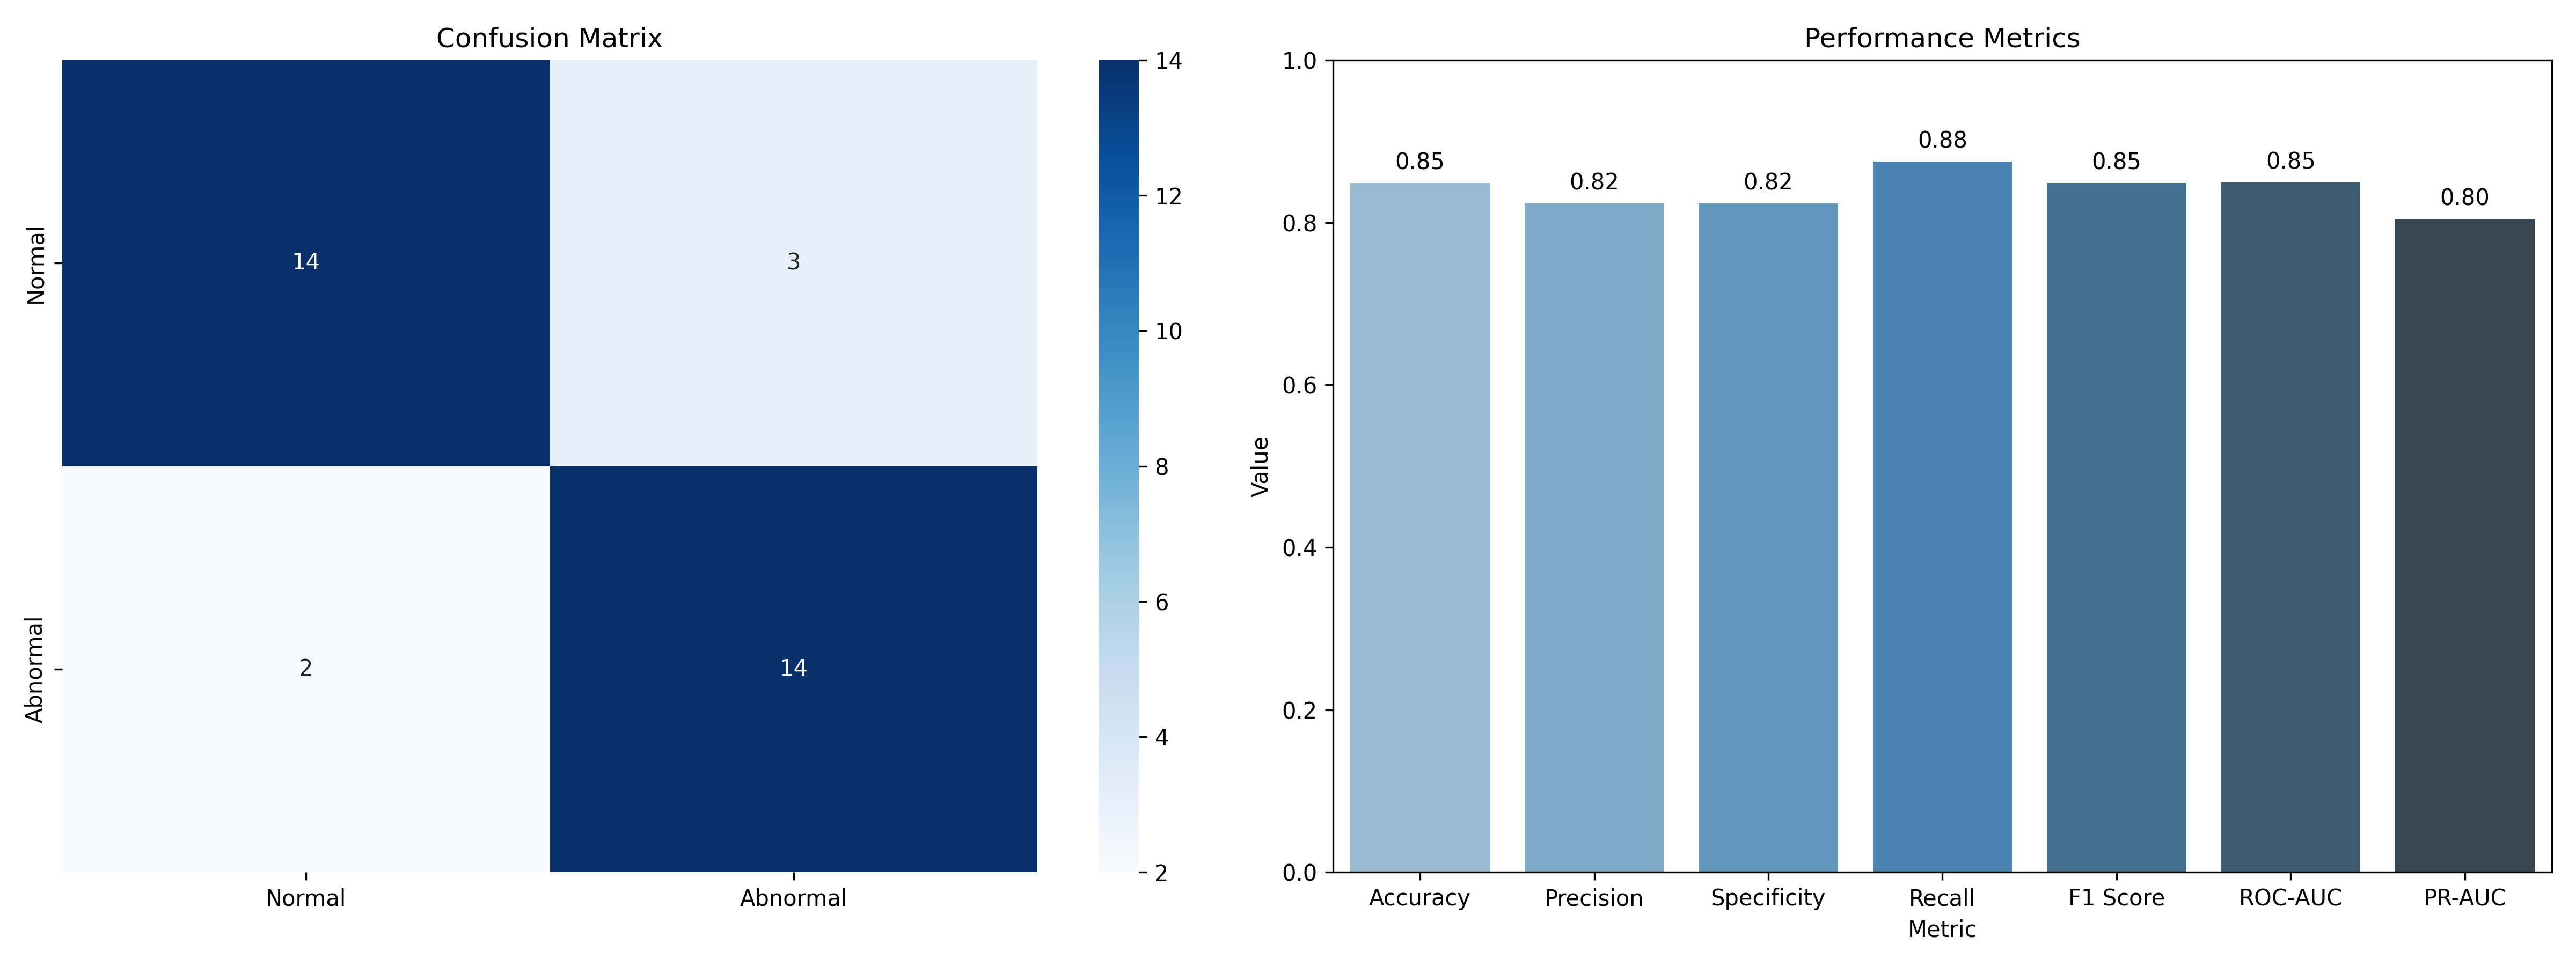 Confusion Matrix
Normal
Abnormal
14
3
2
14
Normal
Abnormal
14
12
10
8
6
4
2
Performance Metrics
Value
1.0
0.8
0.6
0.4
0.2
0.0
0.85
0.82
0.82
0.88
0.85
0.85
0.80
Accuracy
Precision
Specificity
Recall
F1 Score
ROC-AUC
PR-AUC
Metric